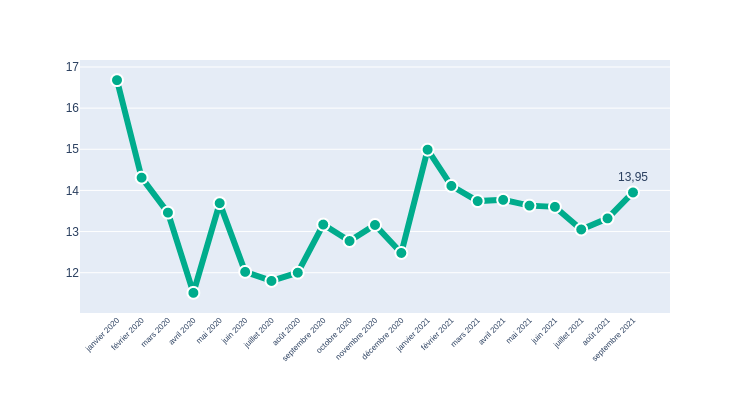 17
16
15
14
13
12
13,95
janvier 2020
février 2020
mars 2020
avril 2020
mai 2020
juin 2020
juillet 2020
août 2020
septembre 2020
octobre 2020
novembre 2020
décembre 2020
janvier 2021
février 2021
mars 2021
avril 2021
mai 2021
juin 2021
juillet 2021
août 2021
septembre 2021